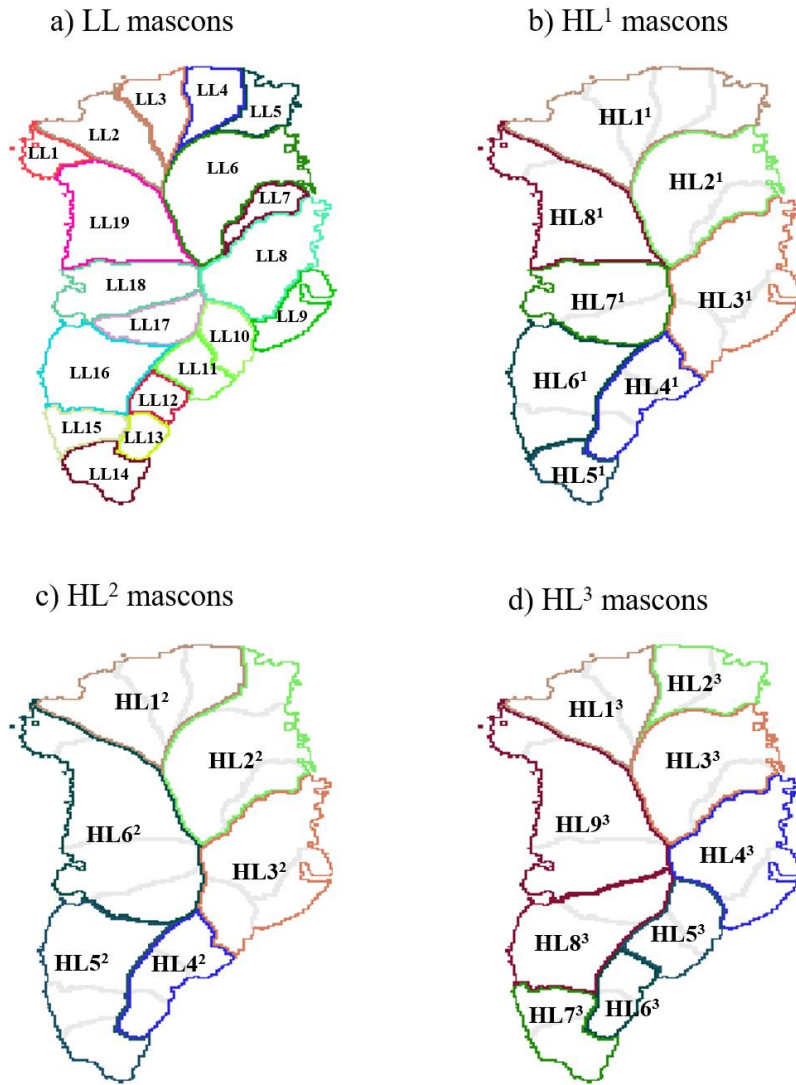 a) LL mascons
LL1
LL2
LL3
LL4
LL5
LL6
LL7
LL8
LL9
LL10
LL11
LL12
LL13
LL14
LL15
LL16
LL17
LL18
LL19
b) HL¹ mascons
HL1¹
HL2¹
HL3¹
HL4¹
HL5¹
HL6¹
HL7¹
HL8¹
c) HL² mascons
HL1²
HL2²
HL3²
HL4²
HL5²
HL6²
d) HL³ mascons
HL1³
HL2³
HL3³
HL4³
HL5³
HL6³
HL7³
HL8³
HL9³